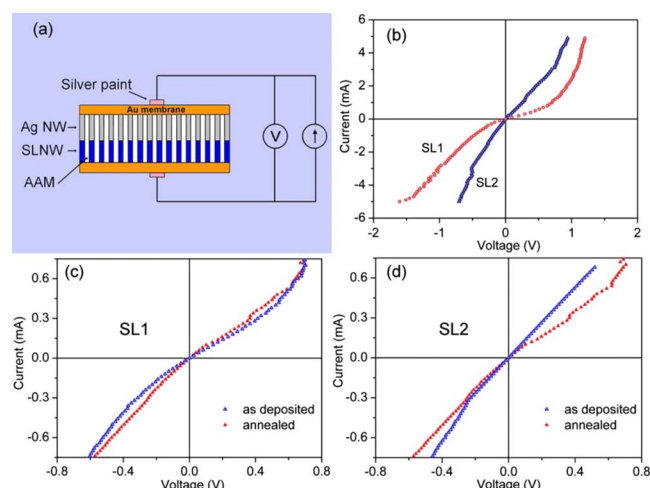 (a)
Silver paint
Au membrane
Ag NW
SLNW
AAM
V
(b)
Current (mA)
6
4
2
0
-2
-4
-6
SL1
SL2
-2
-1
0
1
2
Voltage (V)
(c)
Current (mA)
0.6
0.3
0.0
-0.3
-0.6
SL1
as deposited
annealed
-0.8
-0.4
0.0
0.4
0.8
Voltage (V)
(d)
Current (mA)
0.6
0.3
0.0
-0.3
-0.6
SL2
as deposited
annealed
-0.8
-0.4
0.0
0.4
0.8
Voltage (V)